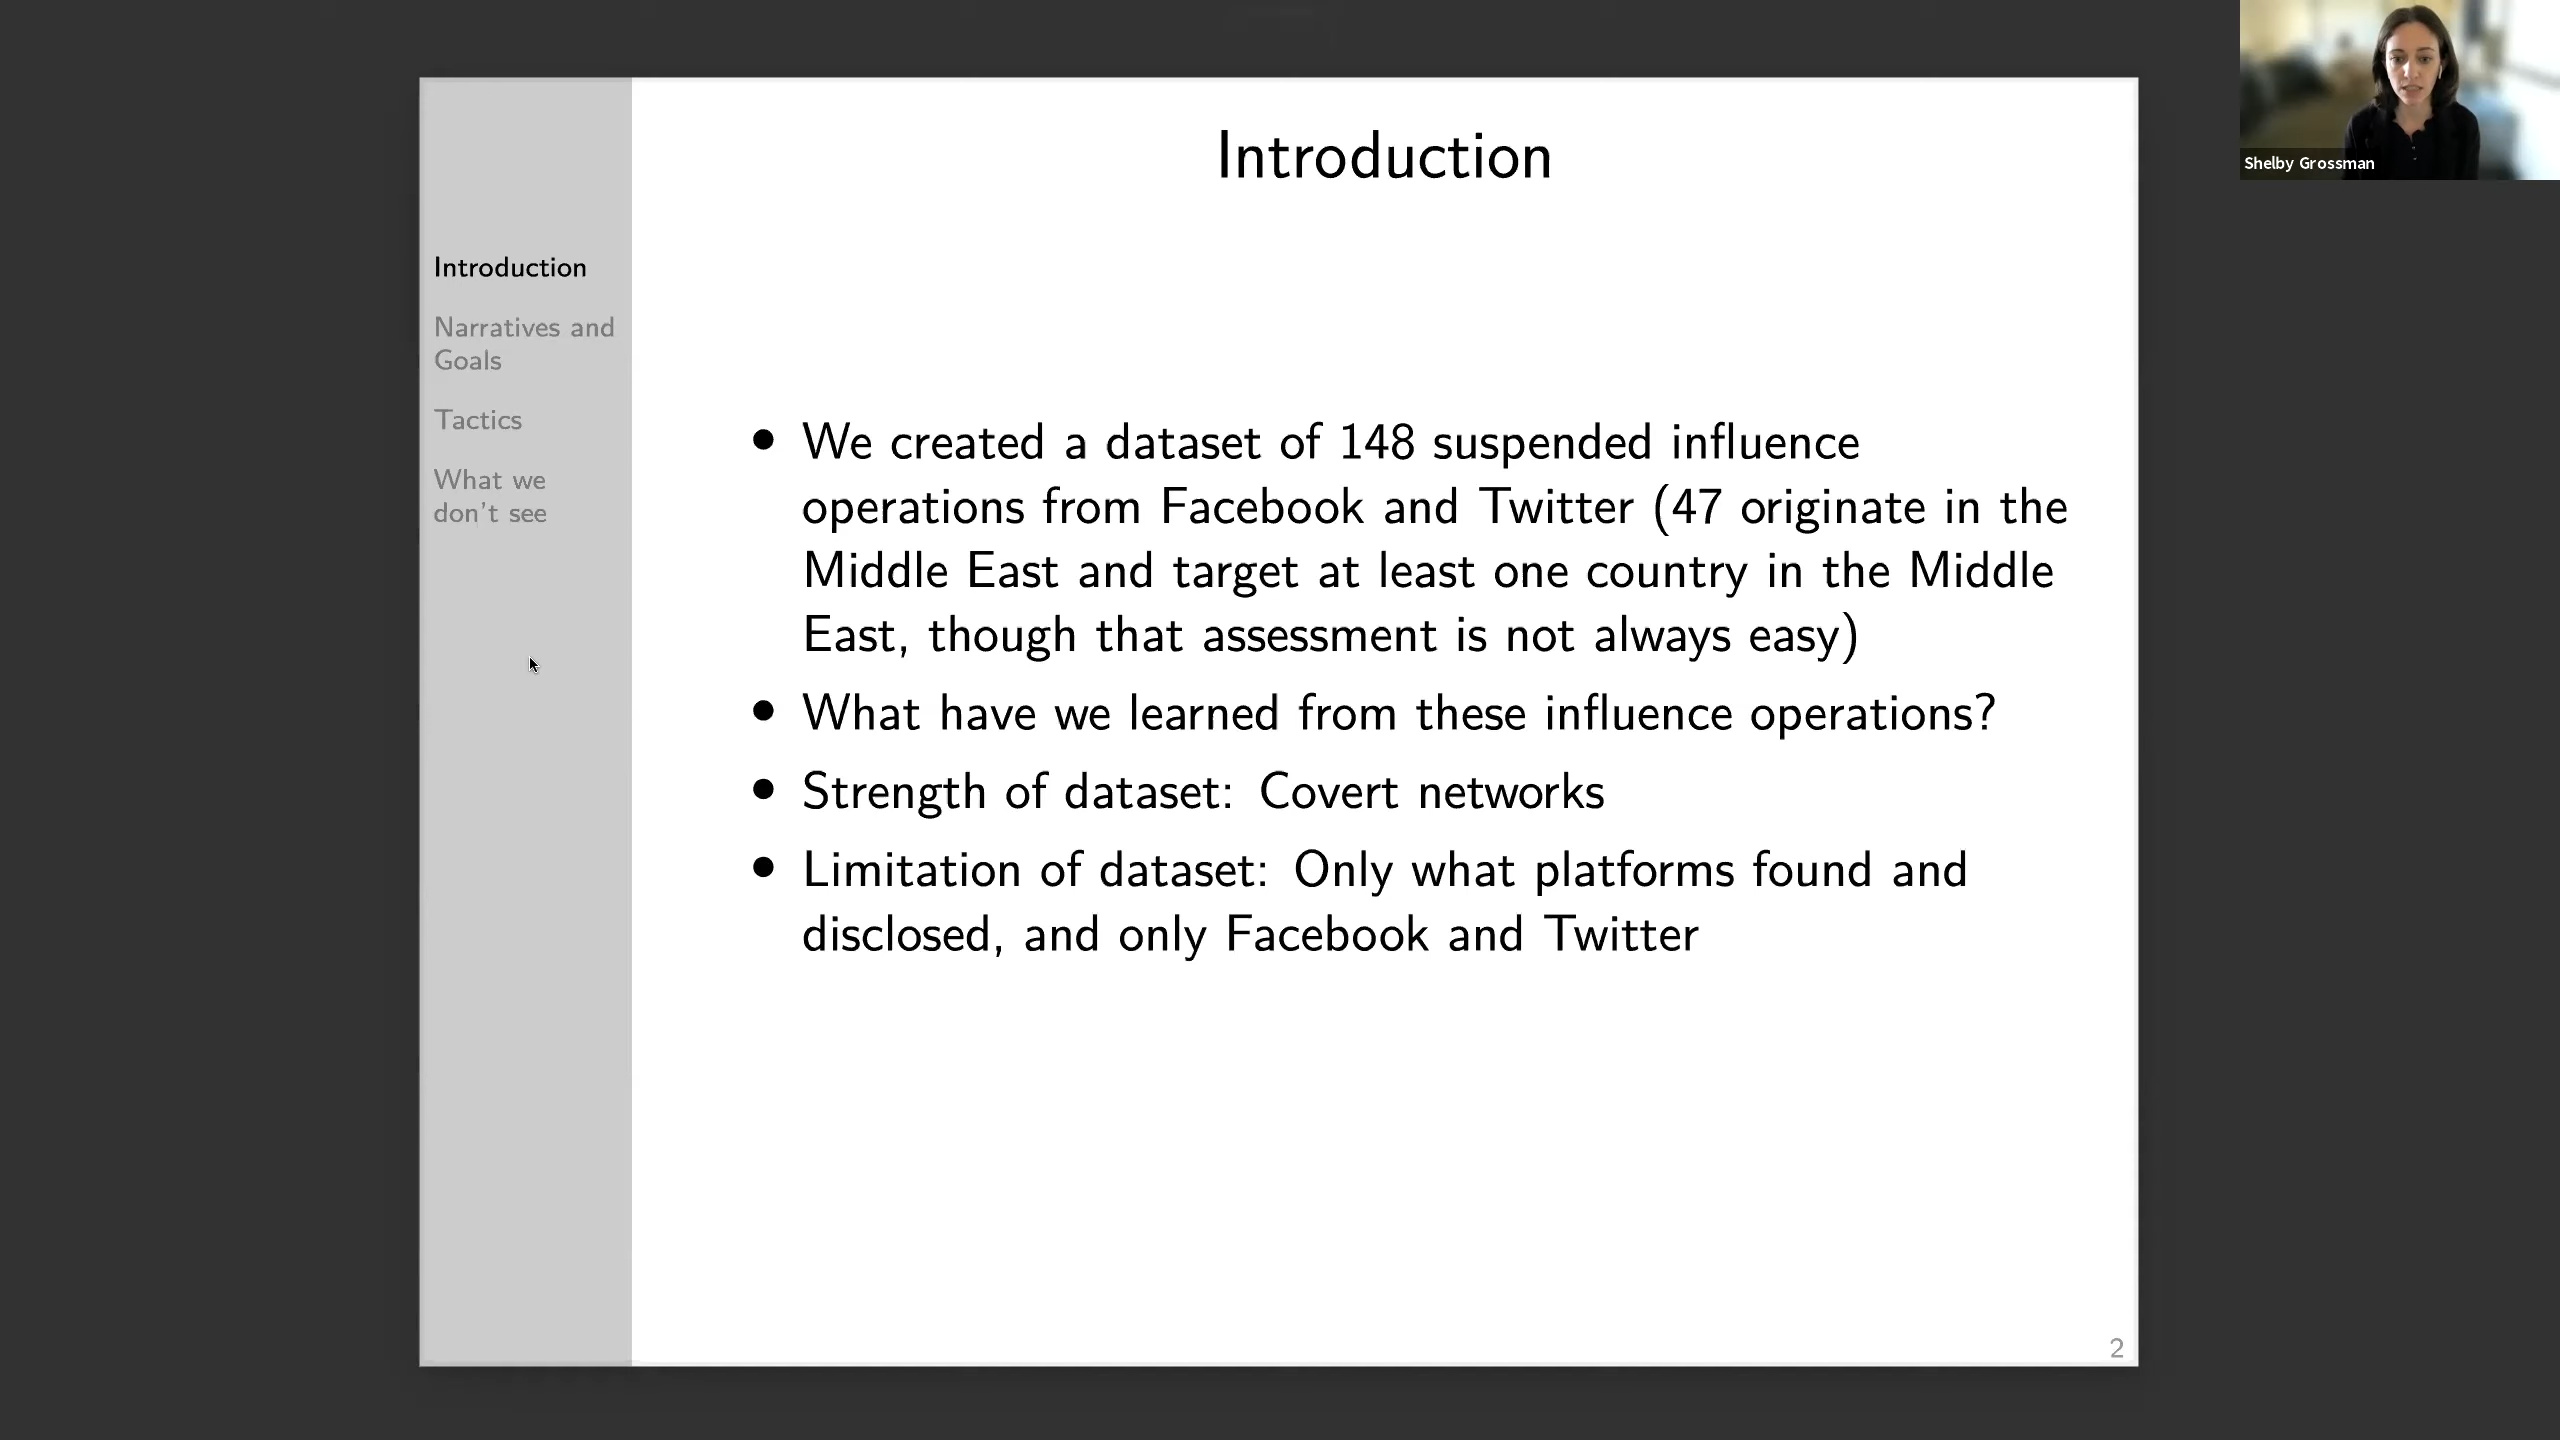 Introduction
Narratives and
Goals
Tactics
What we
don't see
Introduction
• We created a dataset of 148 suspended influence
operations from Facebook and Twitter (47 originate in the
Middle East and target at least one country in the Middle
East, though that assessment is not always easy)
• What have we learned from these influence operations?
• Strength of dataset: Covert networks
• Limitation of dataset: Only what platforms found and
disclosed, and only Facebook and Twitter
2
Shelby Grossman